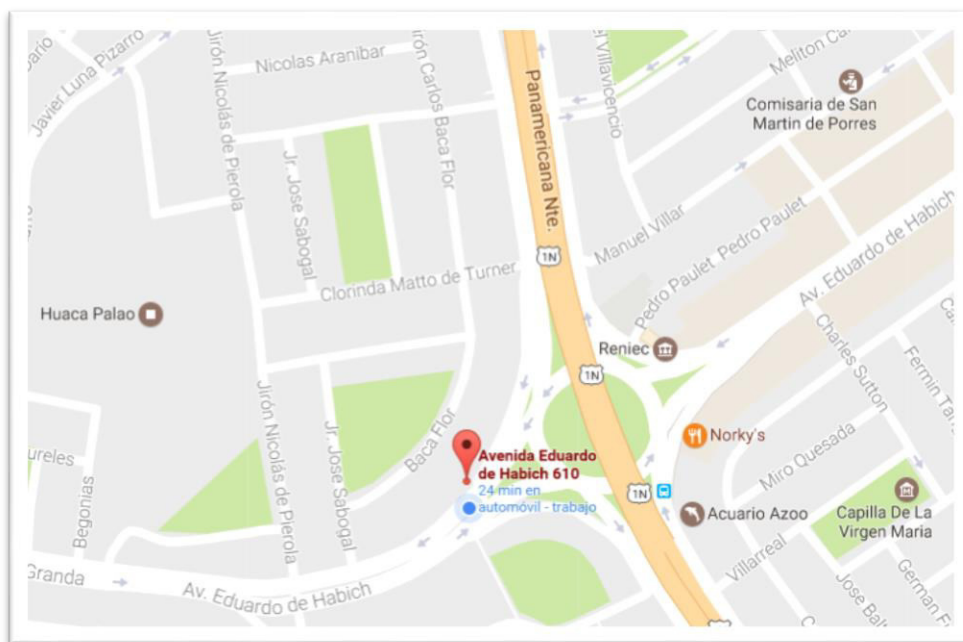 Javier Luna Pizarro
Jirón Nicolás de Pierola
Nicolas Aranibar
Jirón Carlos Baca Flor
Panamericana Nte.
Villavicencio
Meliton
Comisaria de San
Martin de Porres
Jr. Jose Sabogal
Manuel Villar
Pedro Paulet
Pedro Paulet
Av. Eduardo de Habich
1N
Clorinda Matto de Turner
Huaca Palao
Reniec
1N
Charles Sutton
Fermin
Jirón Nicolás de Pierola
Jr. Jose Sabogal
Baca Flor
Norky's
Avenida Eduardo
de Habich 610
24 min en
automóvil - trabajo
1N
Acuario Azoo
Miro Quesada
Capilla De La
Virgen Maria
ureles
Begonias
Granda
Av. Eduardo de Habich
Villarreal
Jose
German